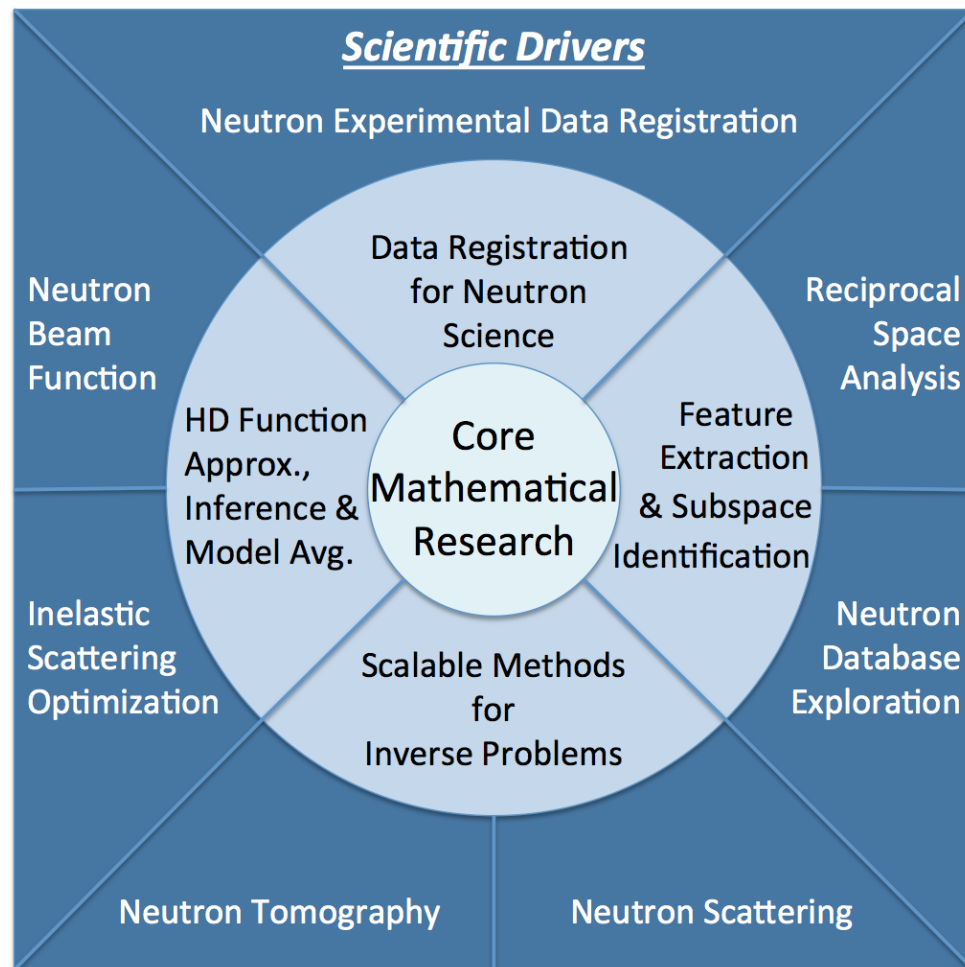 Scientific Drivers
Neutron Experimental Data Registration
Data Registration
for Neutron
Science
Neutron
Beam
Function
Reciprocal
Space
Analysis
HD Function
Approx.,
Inference &
Model Avg.
Core
Mathematical
Research
Feature
Extraction
& Subspace
Identification
Inelastic
Scattering
Optimization
Neutron
Database
Exploration
Scalable Methods
for
Inverse Problems
Neutron Tomography
Neutron Scattering